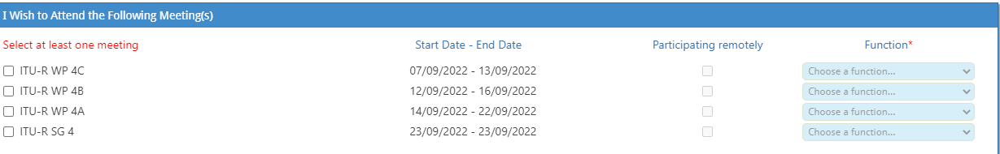 I Wish to Attend the Following Meeting(s)
Select at least one meeting Start Date - End Date Participating remotely Function*
ITU-R WP 4C 07/09/2022 - 13/09/2022 Choose a function...
ITU-R WP 4B 12/09/2022 - 16/09/2022 Choose a function...
ITU-R WP 4A 14/09/2022 - 22/09/2022 Choose a function...
ITU-R SG 4 23/09/2022 - 23/09/2022 Choose a function...